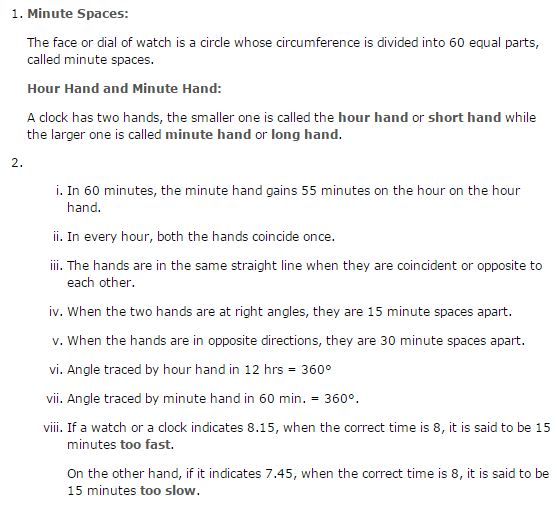 1. Minute Spaces:
The face or dial of watch is a circle whose circumference is divided into 60 equal parts,
called minute spaces.
Hour Hand and Minute Hand:
A clock has two hands, the smaller one is called the hour hand or short hand while
the larger one is called minute hand or long hand.
2.
i. In 60 minutes, the minute hand gains 55 minutes on the hour on the hour
hand.
ii. In every hour, both the hands coincide once.
iii. The hands are in the same straight line when they are coincident or opposite to
each other.
iv. When the two hands are at right angles, they are 15 minute spaces apart.
v. When the hands are in opposite directions, they are 30 minute spaces apart.
vi. Angle traced by hour hand in 12 hrs = 360°
vii. Angle traced by minute hand in 60 min. = 360°.
viii. If a watch or a clock indicates 8.15, when the correct time is 8, it is said to be 15
minutes too fast.
On the other hand, if it indicates 7.45, when the correct time is 8, it is said to be
15 minutes too slow.